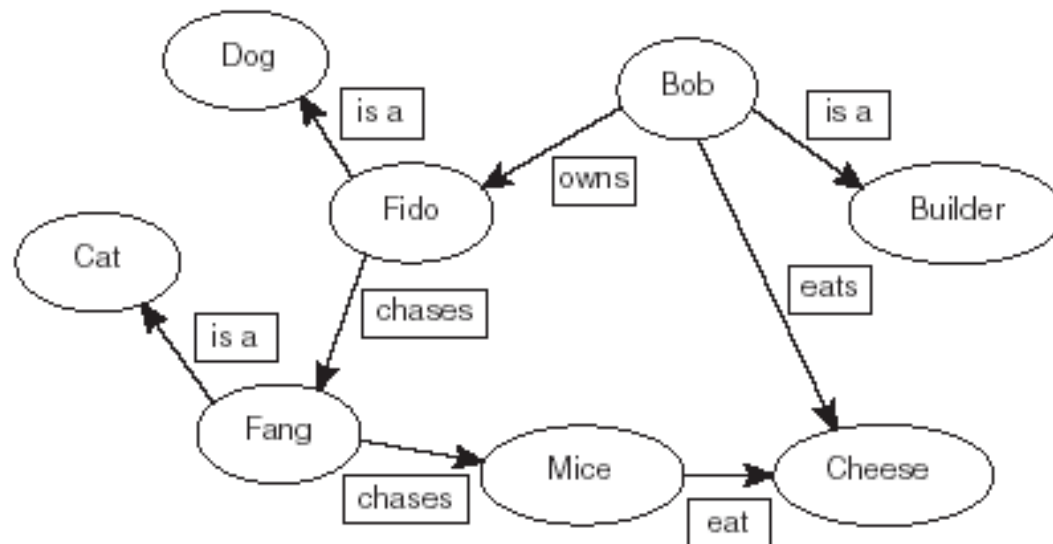 Dog
Bob
is a
is a
owns
Fido
Builder
Cat
eats
chases
is a
Fang
Mice
Cheese
chases
eat